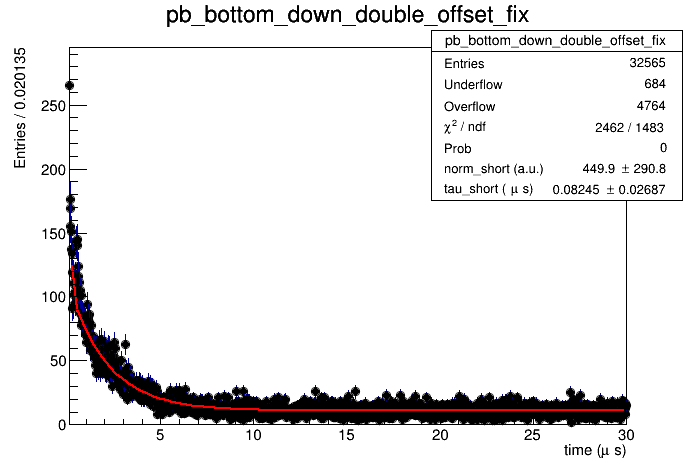 pb_bottom_down_double_offset_fix
pb_bottom_down_double_offset_fix
Entries 32565
Underflow 684
Overflow 4764
χ² / ndf 2462 / 1483
Prob 0
norm_short (a.u.) 449.9 ± 290.8
tau_short ( μ s) 0.08245 ± 0.02687
Entries / 0.020135
250
200
150
100
50
0
5 10 15 20 25 30
time (μ s)